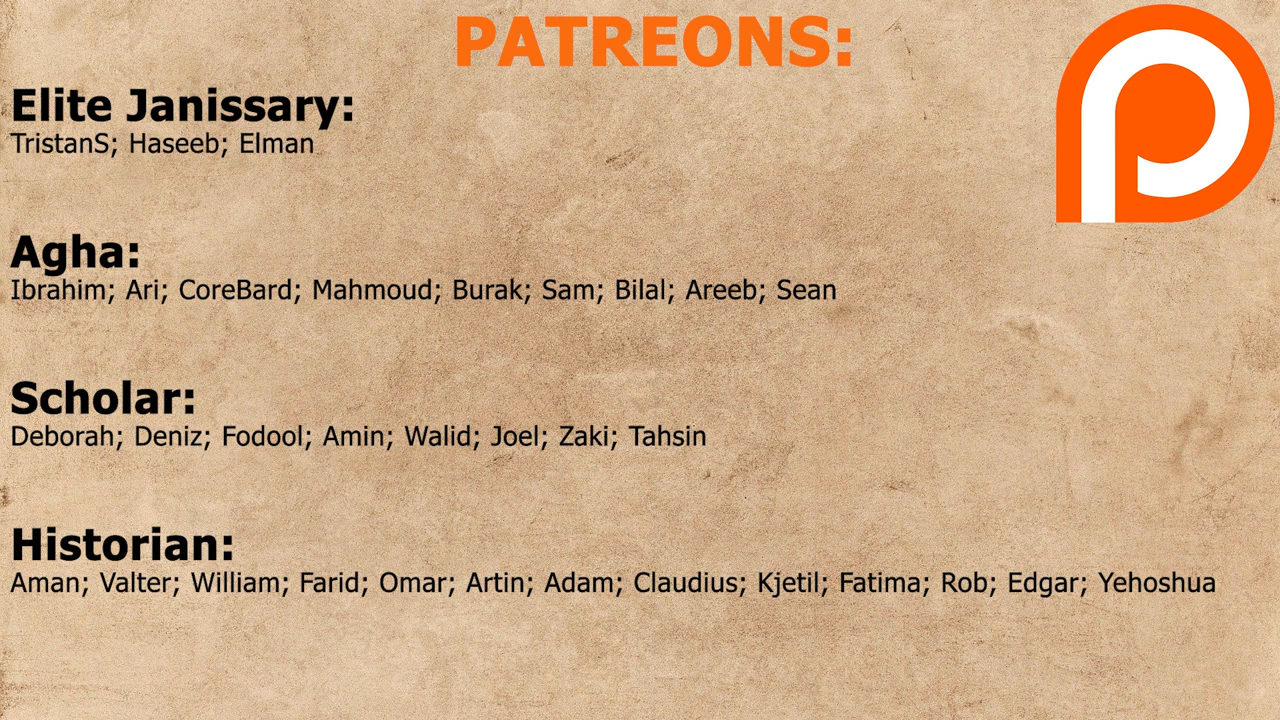 PATREONS:
Elite Janissary:
TristanS; Haseeb; Elman
Agha:
Ibrahim; Ari; CoreBard; Mahmoud; Burak; Sam; Bilal; Areeb; Sean
Scholar:
Deborah; Deniz; Fodool; Amin; Walid; Joel; Zaki; Tahsin
Historian:
Aman; Valter; William; Farid; Omar; Artin; Adam; Claudius; Kjetil; Fatima; Rob; Edgar; Yehoshua